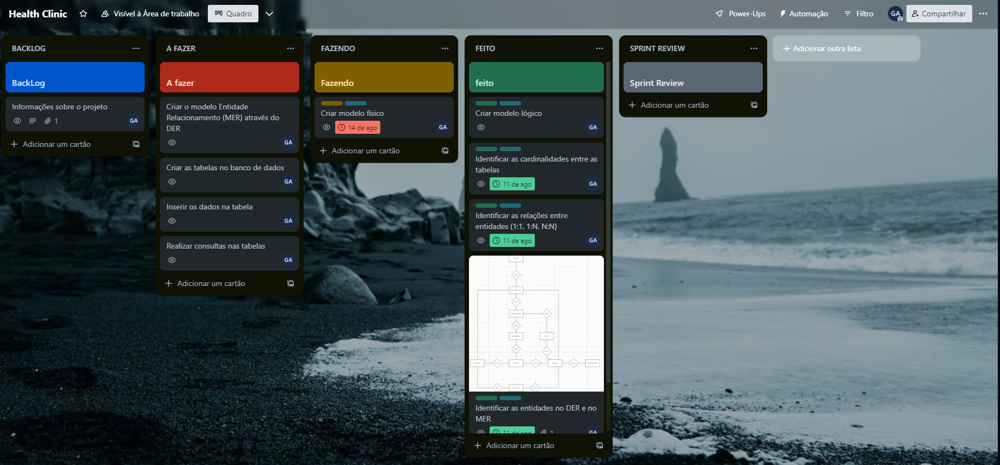 Health Clinic
Visível à Área de trabalho
Quadro
Power-Ups
Automação
Filtro
GA
Compartilhar
BACKLOG
BackLog
Informações sobre o projeto
1
GA
Adicionar um cartão
A FAZER
A fazer
Criar o modelo Entidade
Relacionamento (MER) através do
DER
GA
Criar as tabelas no banco de dados
GA
Inserir os dados na tabela
GA
Realizar consultas nas tabelas
GA
Adicionar um cartão
FAZENDO
Fazendo
Criar modelo físico
14 de ago
GA
Adicionar um cartão
FEITO
feito
Criar modelo lógico
GA
Identificar as cardinalidades entre as
tabelas
11 de ago
GA
Identificar as relações entre
entidades (1:1, 1:N, N:N)
11 de ago
GA
Identificar as entidades no DER e no
MER
11 de ago
1
GA
Adicionar um cartão
SPRINT REVIEW
Sprint Review
Adicionar um cartão
Adicionar outra lista